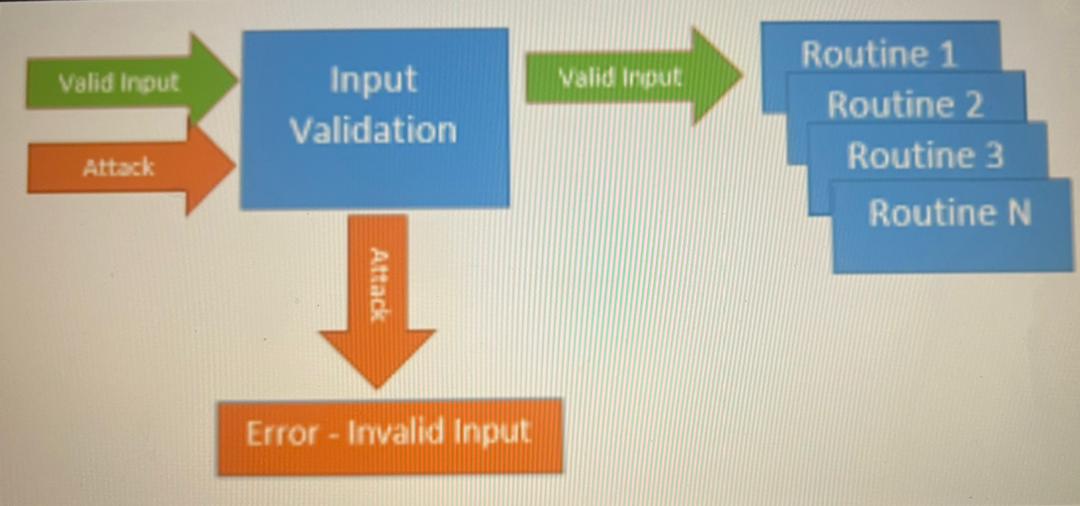 Valid Input
Attack
Input
Validation
Valid Input
Routine 1
Routine 2
Routine 3
Routine N
Attack
Error - Invalid Input